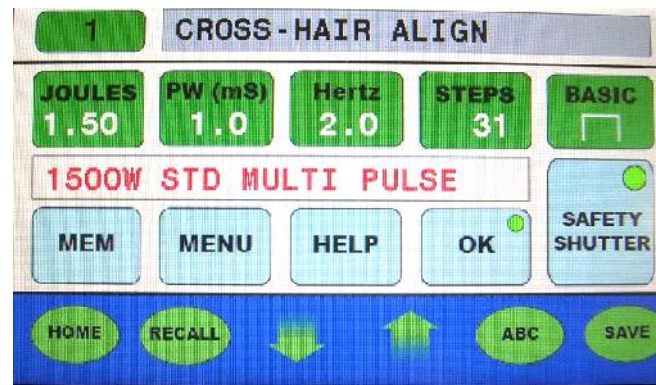 1 CROSS-HAIR ALIGN
JOULES PW (mS) Hertz STEPS BASIC
1.50 1.0 2.0 31
1500W STD MULTI PULSE
MEM MENU HELP OK SAFETY SHUTTER
HOME RECALL ABC SAVE